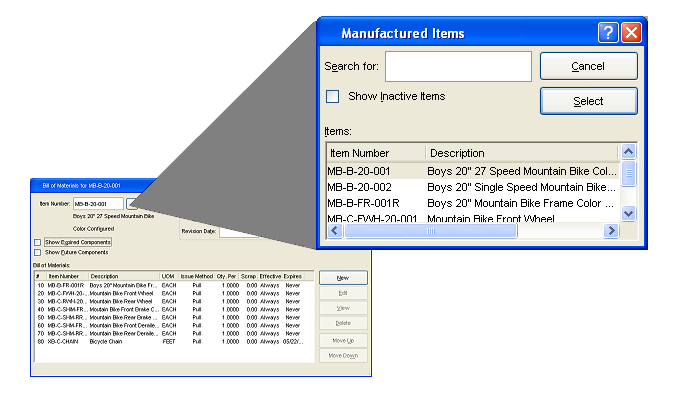 Manufactured Items
Search for:
Cancel
Show Inactive Items
Select
Items:
Item Number Description
MB-B-20-001 Boys 20" 27 Speed Mountain Bike Col...
MB-B-20-002 Boys 20" Single Speed Mountain Bike...
MB-B-FR-001R Boys 20" Mountain Bike Frame Color ...
MB-C-FWH-20-001 Mountain Bike Front Wheel
Bill of Materials for MB-B-20-001
Item Number: MB-B-20-001
Boys 20" 27 Speed Mountain Bike
Color Configured
Revision Date:
Show Expired Components
Show Future Components
Bill of Materials:
# Item Number Description UOM Issue Method Qty. Per Scrap Effective Expires
10 MB-B-FR-001R Boys 20" Mountain Bike Fr... EACH Pull 1.0000 0.00 Always Never
20 MB-C-FWH-20-... Mountain Bike Front Wheel EACH Pull 1.0000 0.00 Always Never
30 MB-C-RWH-20... Mountain Bike Rear Wheel EACH Pull 1.0000 0.00 Always Never
40 MB-C-SHM-FR... Moutain Bike Front Brake C... EACH Pull 1.0000 0.00 Always Never
50 MB-C-SHM-RR... Mountain Bike Rear Brake ... EACH Pull 1.0000 0.00 Always Never
60 MB-C-SHM-FR... Mountain Bike Front Deraile... EACH Pull 1.0000 0.00 Always Never
70 MB-C-SHM-RR... Mountain Bike Rear Deraile... EACH Pull 1.0000 0.00 Always Never
80 XB-C-CHAIN Bicycle Chain FEET Pull 1.0000 0.00 Always 05/22/...
New
Edit
View
Delete
Move Up
Move Down